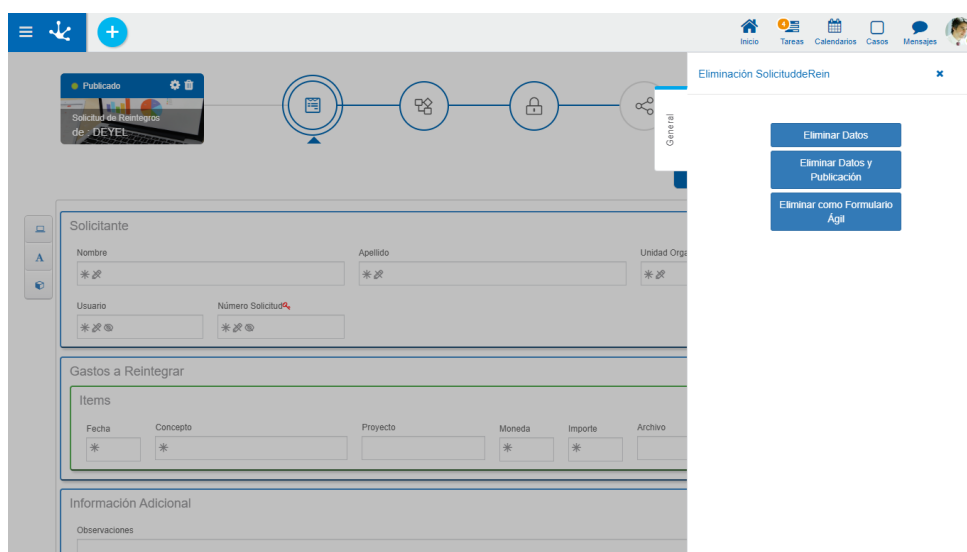 4
Inicio Tareas Calendarios Casos Mensajes
Publicado
Solicitud de Reintegros
de : DEYEL
General
Eliminación SolicituddeRein
Eliminar Datos
Eliminar Datos y
Publicación
Eliminar como Formulario
Ágil
Solicitante
Nombre Apellido Unidad Orga
Usuario Número Solicitud
A
Gastos a Reintegrar
Items
Fecha Concepto Proyecto Moneda Importe Archivo
Información Adicional
Observaciones